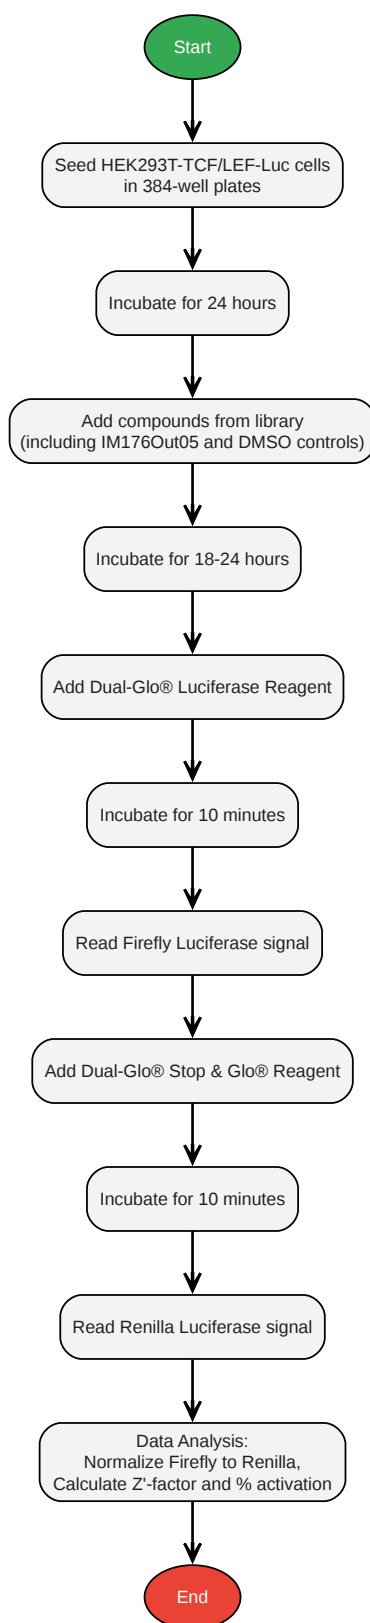 Start
Seed HEK293T-TCF/LEF-Luc cells
in 384-well plates
Incubate for 24 hours
Add compounds from library
(including IM176Out05 and DMSO controls)
Incubate for 18-24 hours
Add Dual-Glo® Luciferase Reagent
Incubate for 10 minutes
Read Firefly Luciferase signal
Add Dual-Glo® Stop & Glo® Reagent
Incubate for 10 minutes
Read Renilla Luciferase signal
Data Analysis:
Normalize Firefly to Renilla,
Calculate Z'-factor and % activation
End